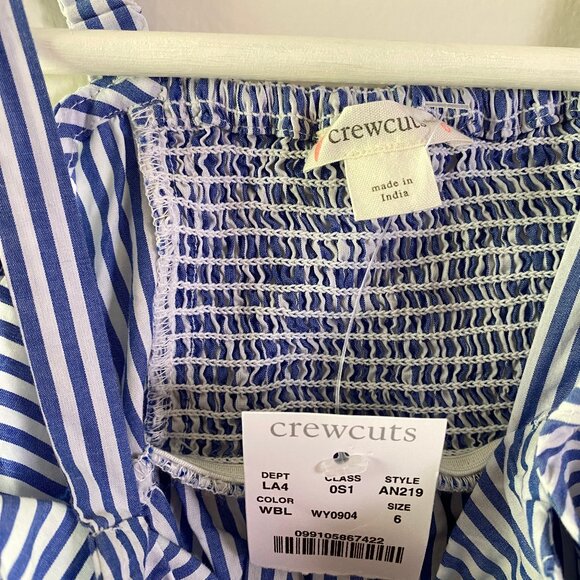 crewcuts
made in
India
crewcuts
DEPT CLASS STYLE
LA4 0S1 AN219
COLOR SIZE
WBL WY0904 6
099105867422